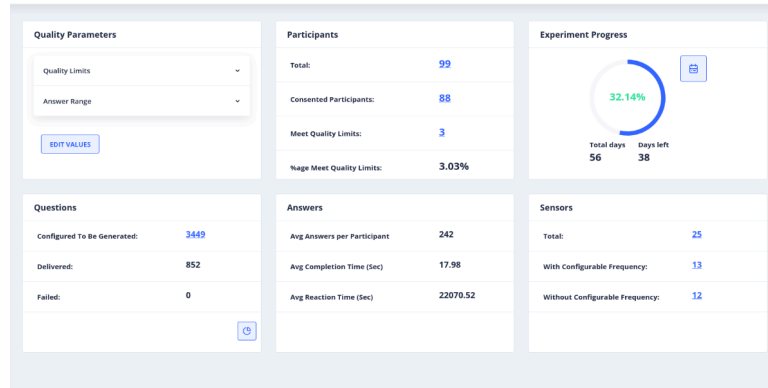 Quality Parameters
Quality Limits
Answer Range
EDIT VALUES
Participants
Total: 99
Consented Participants: 88
Meet Quality Limits: 3
%age Meet Quality Limits: 3.03%
Experiment Progress
32.14%
Total days Days left
56 38
Questions
Configured To Be Generated: 3449
Delivered: 852
Failed: 0
Answers
Avg Answers per Participant 242
Avg Completion Time (Sec) 17.98
Avg Reaction Time (Sec) 22070.52
Sensors
Total: 25
With Configurable Frequency: 13
Without Configurable Frequency: 12